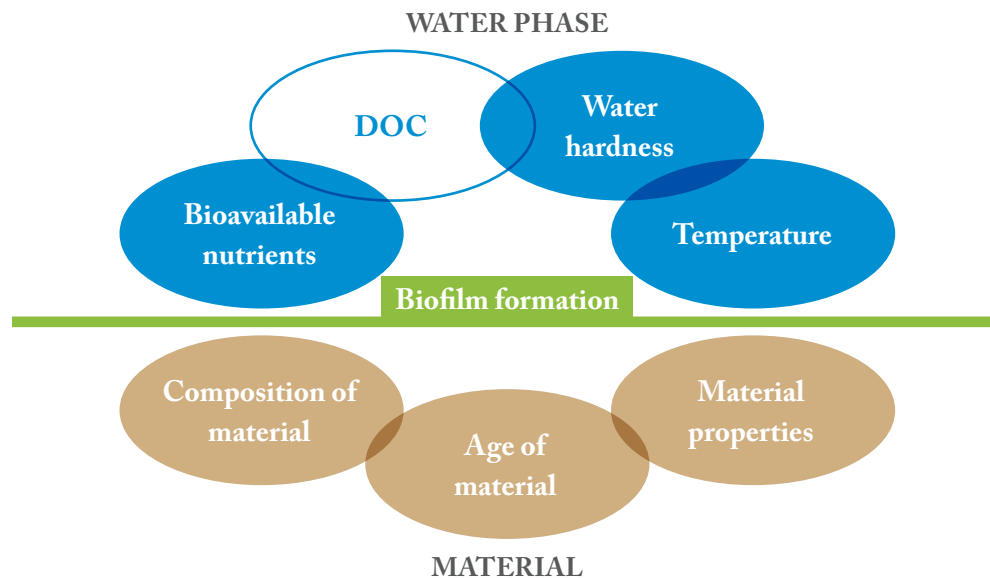 WATER PHASE
DOC
Water
hardness
Bioavailable
nutrients
Temperature
Biofilm formation
Composition of
material
Age of
material
Material
properties
MATERIAL